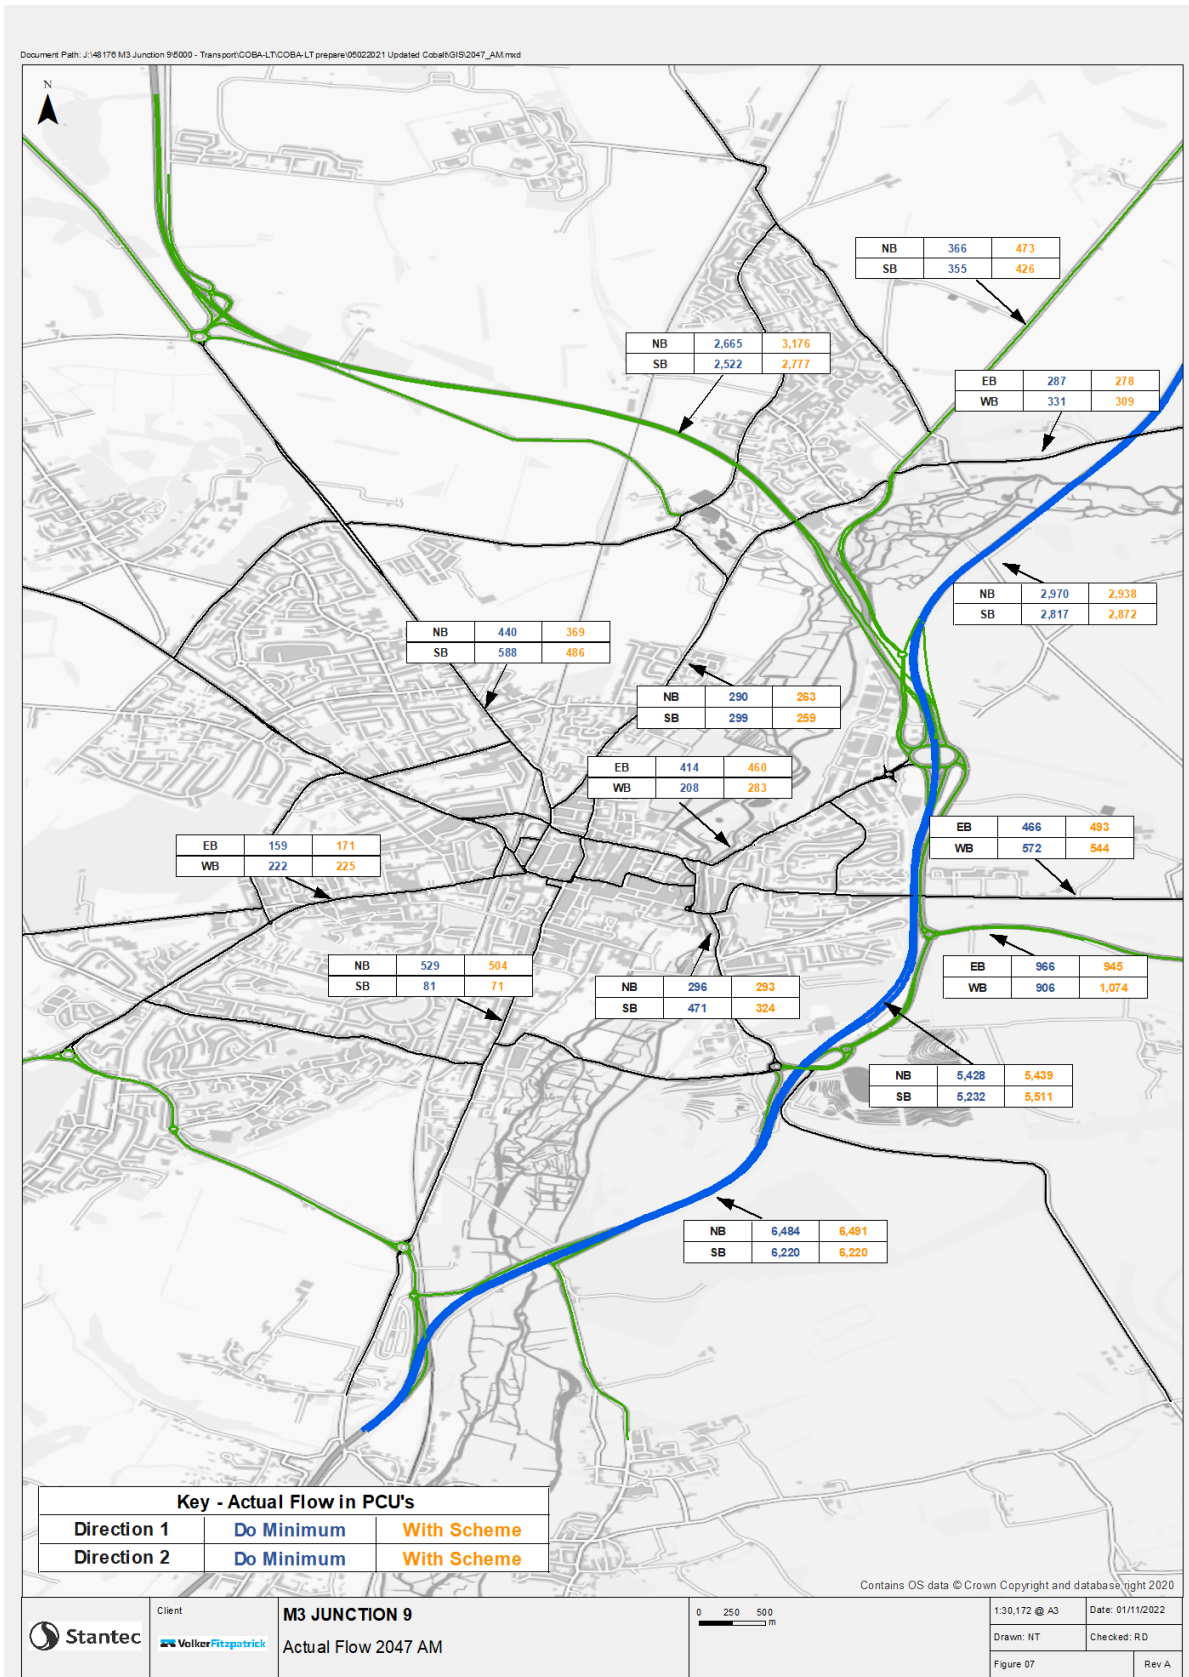 Document Path: J:\48176 M3 Junction 9\5000 - Transport\COBA-LT\COBA-LT prepare\05022021 Updated Cobalt\GIS\2047_AM.mxd
N
NB 366 473
SB 355 426
NB 2,665 3,176
SB 2,522 2,777
EB 287 278
WB 331 309
NB 2,970 2,938
SB 2,817 2,872
NB 440 369
SB 588 486
NB 290 263
SB 299 259
EB 414 460
WB 208 283
EB 466 493
WB 572 544
EB 159 171
WB 222 225
NB 529 504
SB 81 71
NB 296 293
SB 471 324
EB 966 945
WB 906 1,074
NB 5,428 5,439
SB 5,232 5,511
NB 6,484 6,491
SB 6,220 6,220
Key - Actual Flow in PCU's
Direction 1 Do Minimum With Scheme
Direction 2 Do Minimum With Scheme
Contains OS data © Crown Copyright and database right 2020
Stantec
Client
VolkerFitzpatrick
M3 JUNCTION 9
Actual Flow 2047 AM
0 250 500
m
1:30,172 @ A3 Date: 01/11/2022
Drawn: NT Checked: RD
Figure 07 Rev A